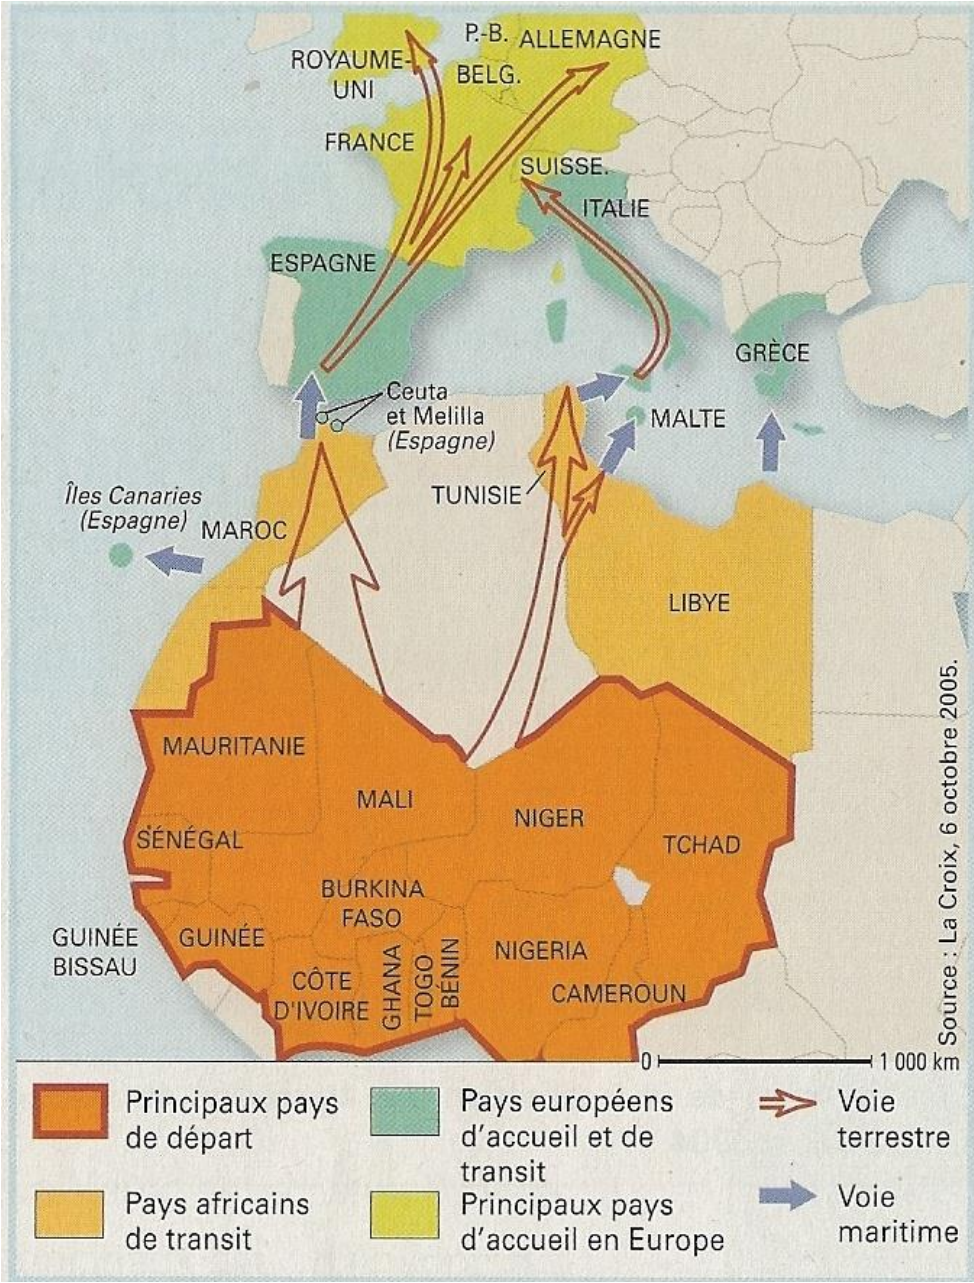 P.-B.
ALLEMAGNE
ROYAUME-
UNI
BELG.
FRANCE
SUISSE.
ITALIE
ESPAGNE
GRÈCE
Ceuta
et Melilla
(Espagne)
MALTE
TUNISIE
Îles Canaries
(Espagne)
MAROC
LIBYE
MAURITANIE
MALI
NIGER
TCHAD
SÉNÉGAL
BURKINA
FASO
GUINÉE
BISSAU
GUINÉE
NIGERIA
CÔTE
D'IVOIRE
GHANA
TOGO
BÉNIN
CAMEROUN
Source : La Croix, 6 octobre 2005.
0 1 000 km
Principaux pays
de départ
Pays africains
de transit
Pays européens
d'accueil et de
transit
Principaux pays
d'accueil en Europe
Voie
terrestre
Voie
maritime